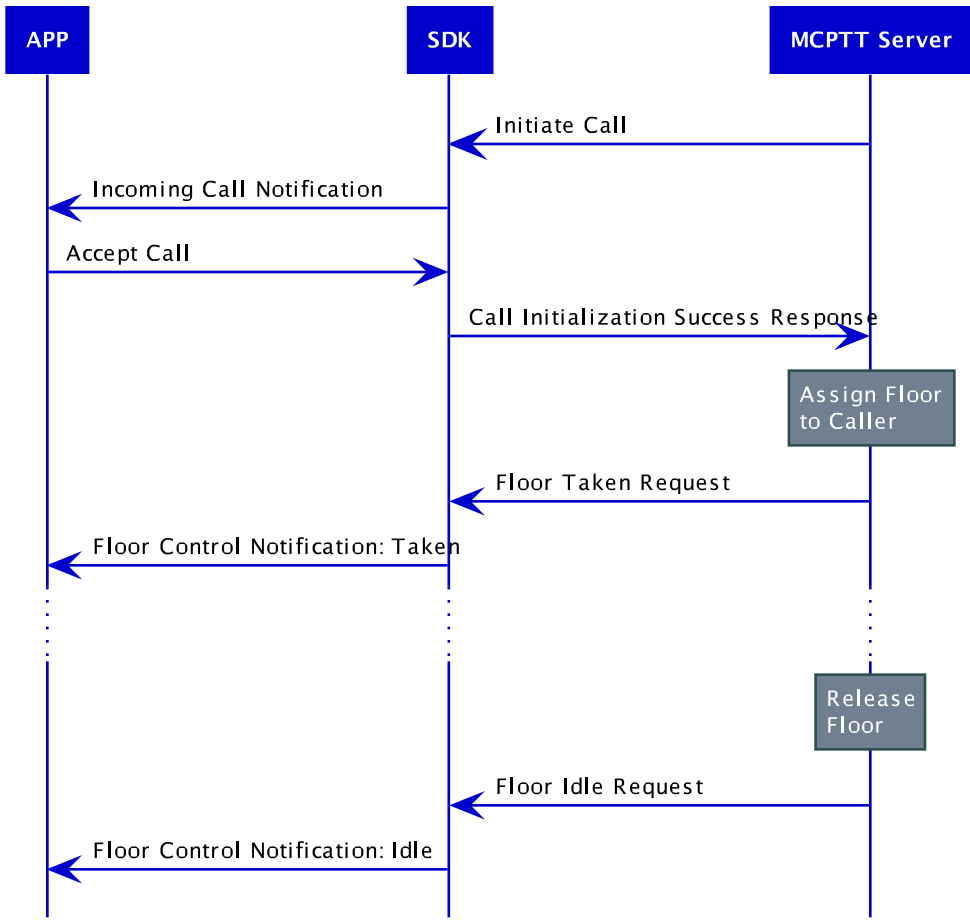 APP
SDK
MCPTT Server
Initiate Call
Incoming Call Notification
Accept Call
Call Initialization Success Response
Assign Floor
to Caller
Floor Taken Request
Floor Control Notification: Taken
Release
Floor
Floor Idle Request
Floor Control Notification: Idle